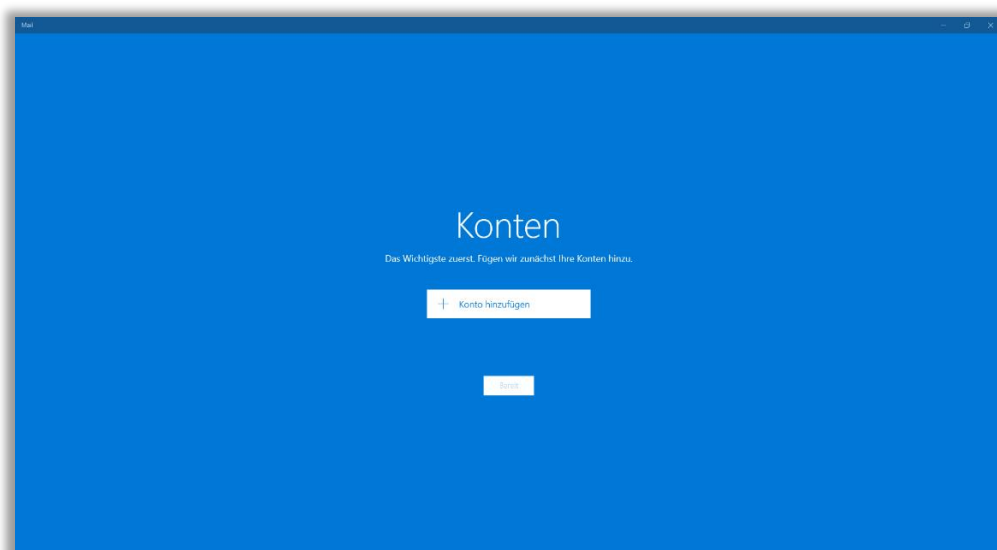 Mail
Konten
Das Wichtigste zuerst. Fügen wir zunächst Ihre Konten hinzu.
Konto hinzufügen
Bereit